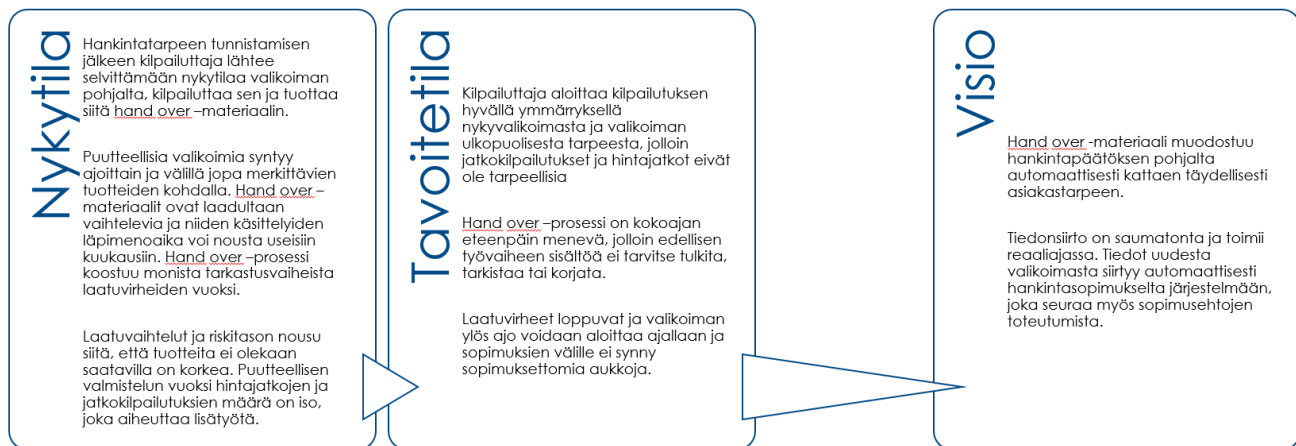 Nykytila
Hankintatarpeen tunnistamisen
jälkeen kilpailuttaja lähtee
selvittämään nykytilaa valikoiman
pohjalta, kilpailuttaa sen ja tuottaa
siitä hand over –materiaalin.
Puutteellisia valikoimia syntyy
ajoittain ja välillä jopa merkittävien
tuotteiden kohdalla. Hand over –
materiaalit ovat laadultaan
vaihtelevia ja niiden käsittelyiden
läpimenoaika voi nousta useisiin
kuukausiin. Hand over –prosessi
koostuu monista tarkastusvaiheista
laatuvirheiden vuoksi.
Laatuvaihtelut ja riskitason nousu
siitä, että tuotteita ei olekaan
saatavilla on korkea. Puutteellisen
valmistelun vuoksi hintajatkojen ja
jatkokilpailutuksien määrä on iso,
joka aiheuttaa lisätyötä.
Tavoitetila
Kilpailuttaja aloittaa kilpailutuksen
hyvällä ymmärryksellä
nykyvalikoimasta ja valikoiman
ulkopuolisesta tarpeesta, jolloin
jatkokilpailutukset ja hintajatkot eivät
ole tarpeellisia
Hand over –prosessi on kokoajan
eteenpäin menevä, jolloin edellisen
työvaiheen sisältöä ei tarvitse tulkita,
tarkistaa tai korjata.
Laatuvirheet loppuvat ja valikoiman
ylös ajo voidaan aloittaa ajallaan ja
sopimuksien välille ei synny
sopimuksettomia aukkoja.
Visio
Hand over -materiaali muodostuu
hankintapäätöksen pohjalta
automaattisesti kattaen täydellisesti
asiakastarpeen.
Tiedonsiirto on saumatonta ja toimii
reaaliajassa. Tiedot uudesta
valikoimasta siirtyy automaattisesti
hankintasopimukselta järjestelmään,
joka seuraa myös sopimusehtojen
toteutumista.